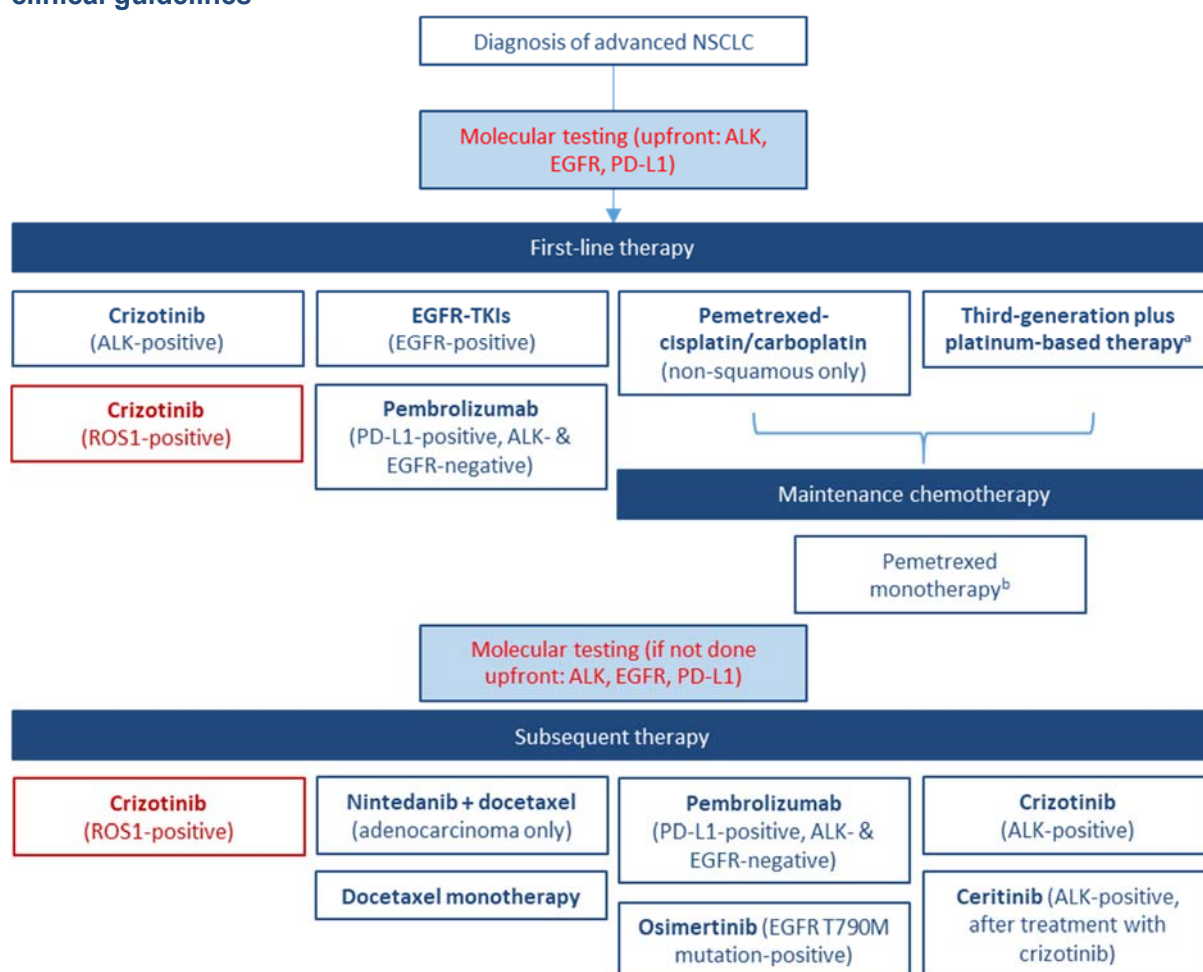 clinical guidelines
Diagnosis of advanced NSCLC
Molecular testing (upfront: ALK,
EGFR, PD-L1)
First-line therapy
Crizotinib
(ALK-positive)
EGFR-TKIs
(EGFR-positive)
Pemetrexed-
cisplatin/carboplatin
(non-squamous only)
Third-generation plus
platinum-based therapyᵃ
Crizotinib
(ROS1-positive)
Pembrolizumab
(PD-L1-positive, ALK- &
EGFR-negative)
Maintenance chemotherapy
Pemetrexed
monotherapyᵇ
Molecular testing (if not done
upfront: ALK, EGFR, PD-L1)
Subsequent therapy
Crizotinib
(ROS1-positive)
Nintedanib + docetaxel
(adenocarcinoma only)
Pembrolizumab
(PD-L1-positive, ALK- &
EGFR-negative)
Crizotinib
(ALK-positive)
Docetaxel monotherapy
Osimertinib (EGFR T790M
mutation-positive)
Ceritinib (ALK-positive,
after treatment with
crizotinib)